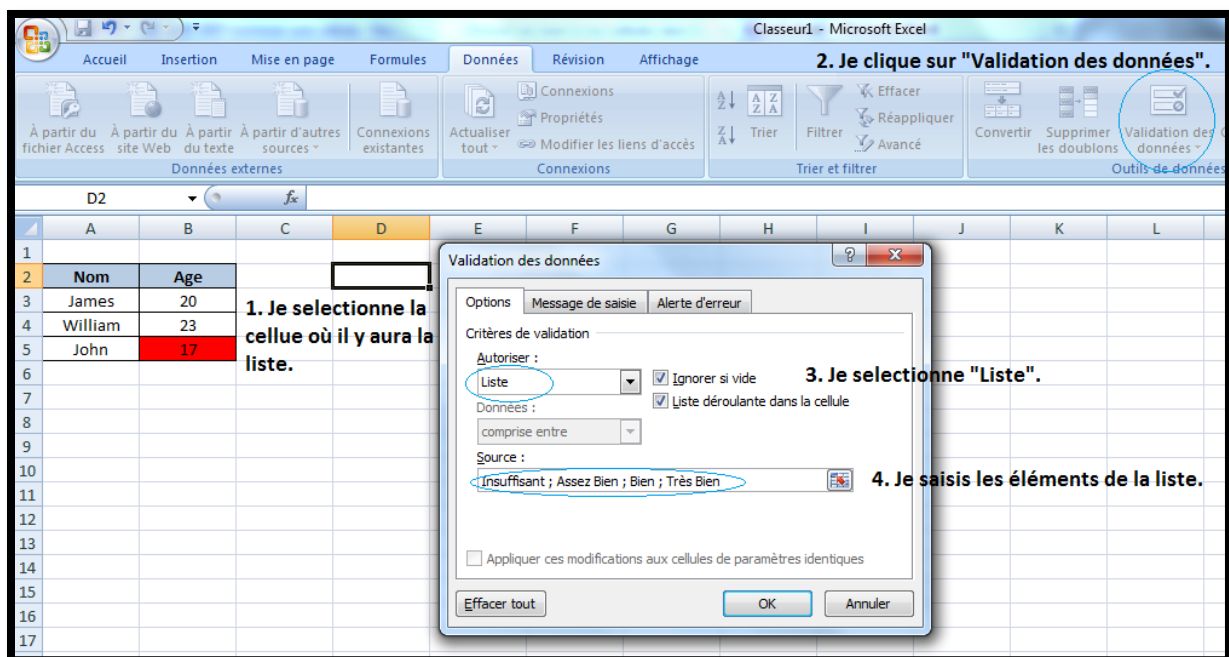 Classeur1 - Microsoft Excel
Accueil Insertion Mise en page Formules Données Révision Affichage
2. Je clique sur "Validation des données".
À partir du fichier Access
À partir du site Web
À partir du texte
À partir d'autres sources
Connexions existantes
Données externes
Actualiser tout
Connexions
Propriétés
Modifier les liens d'accès
Connexions
A Z
Z A
Z A
A Z
Trier
Filtrer
Effacer
Réappliquer
Avancé
Trier et filtrer
Convertir
Supprimer les doublons
Validation des données
Outils de données
D2 fx
A B C D E F G H I J K L
1
2 Nom Age
3 James 20
4 William 23
5 John 17
6
7
8
9
10
11
12
13
14
15
16
17
1. Je selectionne la
cellue où il y aura la
liste.
Validation des données
? X
Options Message de saisie Alerte d'erreur
Critères de validation
Autoriser :
Liste
Ignorer si vide
3. Je selectionne "Liste".
Données :
Liste déroulante dans la cellule
comprise entre
Source :
Insuffisant ; Assez Bien ; Bien ; Très Bien
4. Je saisis les éléments de la liste.
Appliquer ces modifications aux cellules de paramètres identiques
Effacer tout OK Annuler